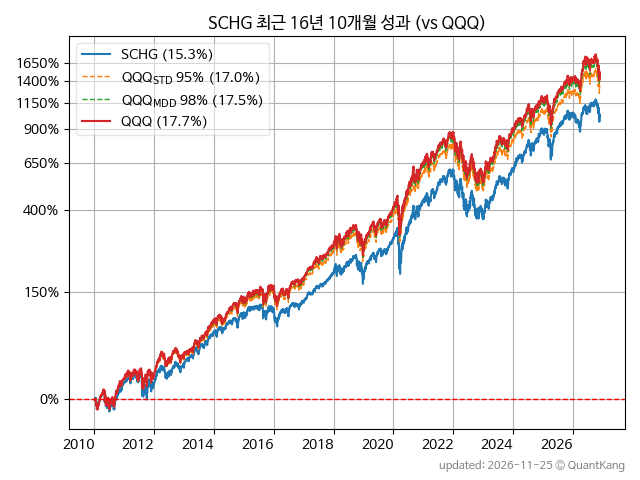 SCHG 최근 16년 10개월 성과 (vs QQQ)
SCHG (15.3%)
QQQSTD 95% (17.0%)
QQQMDD 98% (17.5%)
QQQ (17.7%)
1650%
1400%
1150%
900%
650%
400%
150%
0%
2010 2012 2014 2016 2018 2020 2022 2024 2026
updated: 2026-11-25 © QuantKang